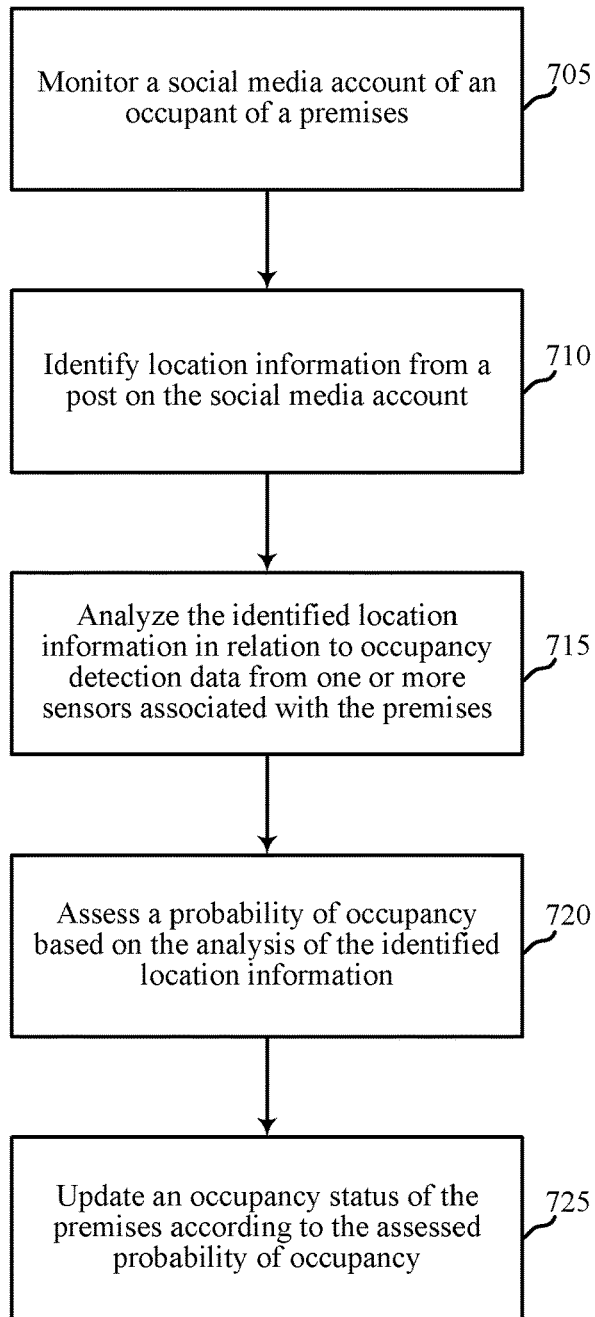 Monitor a social media account of an
occupant of a premises
705
Identify location information from a
post on the social media account
710
Analyze the identified location
information in relation to occupancy
detection data from one or more
sensors associated with the premises
715
Assess a probability of occupancy
based on the analysis of the identified
location information
720
Update an occupancy status of the
premises according to the assessed
probability of occupancy
725